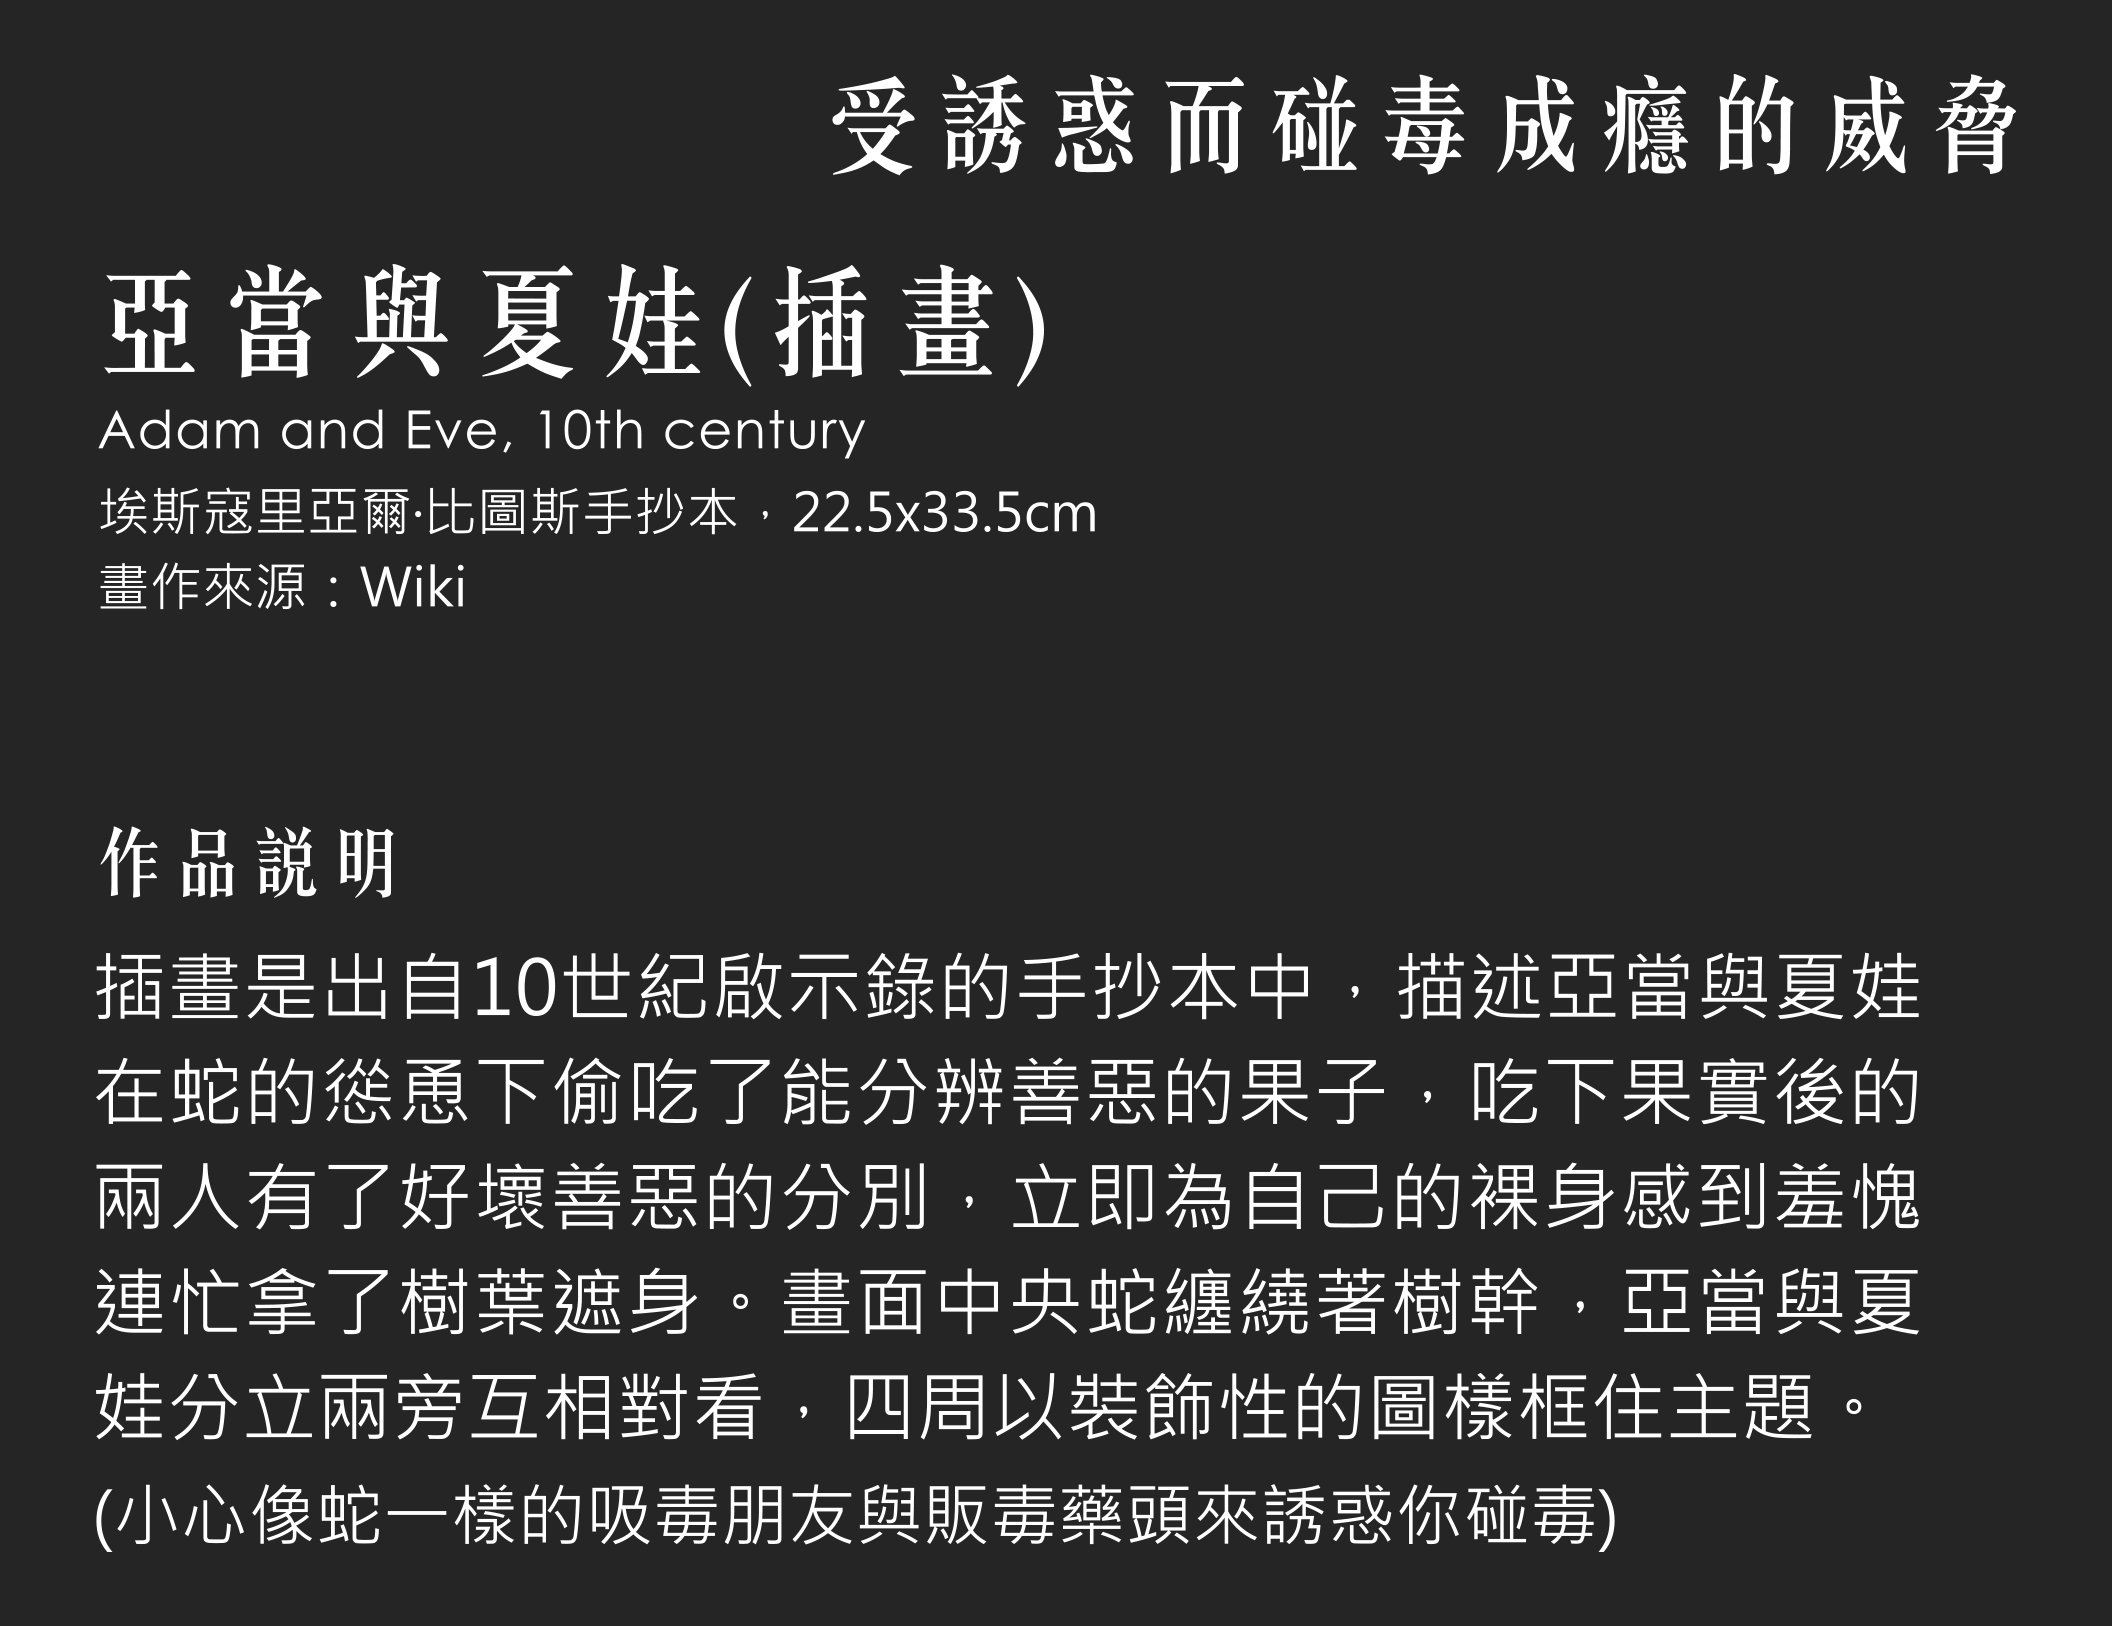 受誘惑而碰毒成癮的威脅
亞當與夏娃(插畫)
Adam and Eve, 10th century
埃斯寇里亞爾·比圖斯手抄本，22.5x33.5cm
畫作來源：Wiki
作品說明
插畫是出自10世紀啟示錄的手抄本中，描述亞當與夏娃
在蛇的慫恿下偷吃了能分辨善惡的果子，吃下果實後的
兩人有了好壞善惡的分別，立即為自己的裸身感到羞愧
連忙拿了樹葉遮身。畫面中央蛇纏繞著樹幹，亞當與夏
娃分立兩旁互相對看，四周以裝飾性的圖樣框住主題。
(小心像蛇一樣的吸毒朋友與販毒藥頭來誘惑你碰毒)